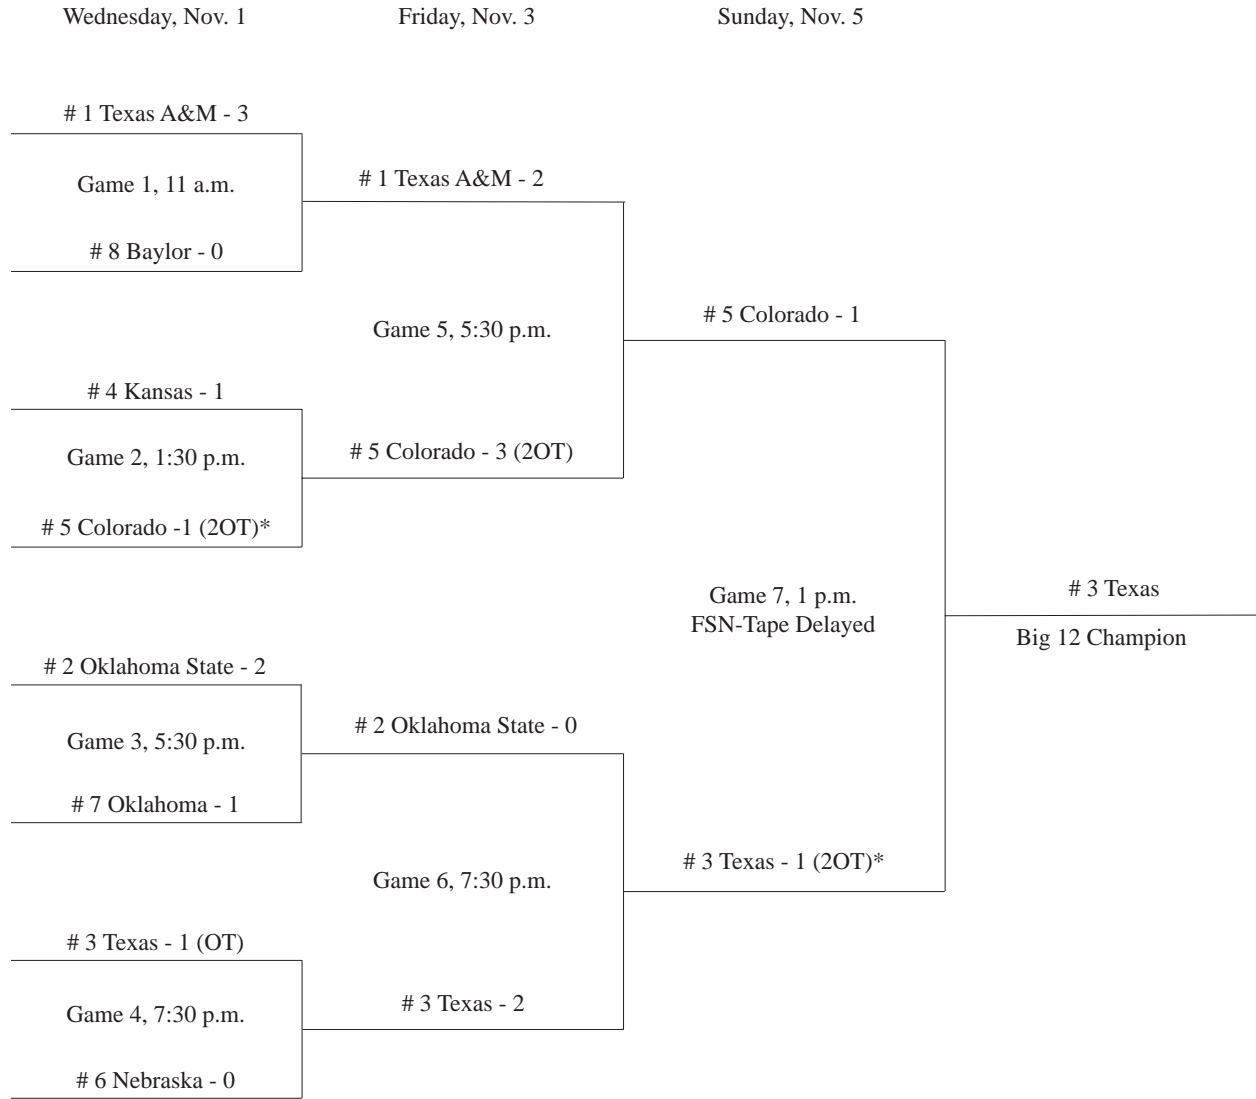 Wednesday, Nov. 1
Friday, Nov. 3
Sunday, Nov. 5
# 1 Texas A&M - 3
Game 1, 11 a.m.
# 8 Baylor - 0
# 4 Kansas - 1
Game 2, 1:30 p.m.
# 5 Colorado -1 (2OT)*
# 2 Oklahoma State - 2
Game 3, 5:30 p.m.
# 7 Oklahoma - 1
# 3 Texas - 1 (OT)
Game 4, 7:30 p.m.
# 6 Nebraska - 0
# 1 Texas A&M - 2
Game 5, 5:30 p.m.
# 5 Colorado - 3 (2OT)
# 2 Oklahoma State - 0
Game 6, 7:30 p.m.
# 3 Texas - 2
# 5 Colorado - 1
Game 7, 1 p.m.
FSN-Tape Delayed
# 3 Texas - 1 (2OT)*
# 3 Texas
Big 12 Champion